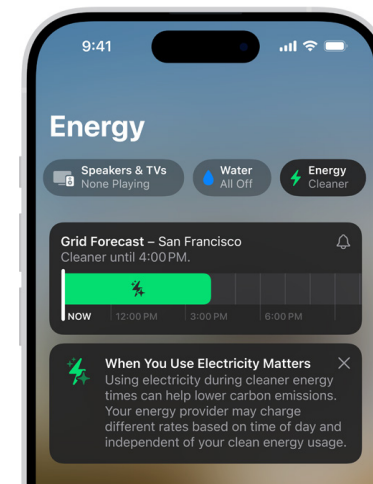 9:41
Energy
Speakers & TVs
None Playing
Water
All Off
Energy
Cleaner
Grid Forecast – San Francisco
Cleaner until 4:00 PM.
NOW
12:00 PM
3:00 PM
6:00 PM
When You Use Electricity Matters
Using electricity during cleaner energy
times can help lower carbon emissions.
Your energy provider may charge
different rates based on time of day and
independent of your clean energy usage.